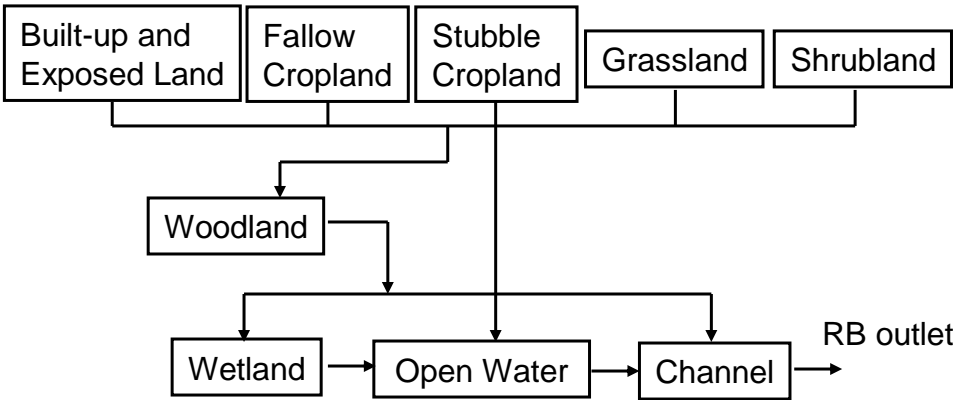 Built-up and
Exposed Land
Fallow
Cropland
Stubble
Cropland
Grassland
Shrubland
Woodland
RB outlet
Wetland
Open Water
Channel